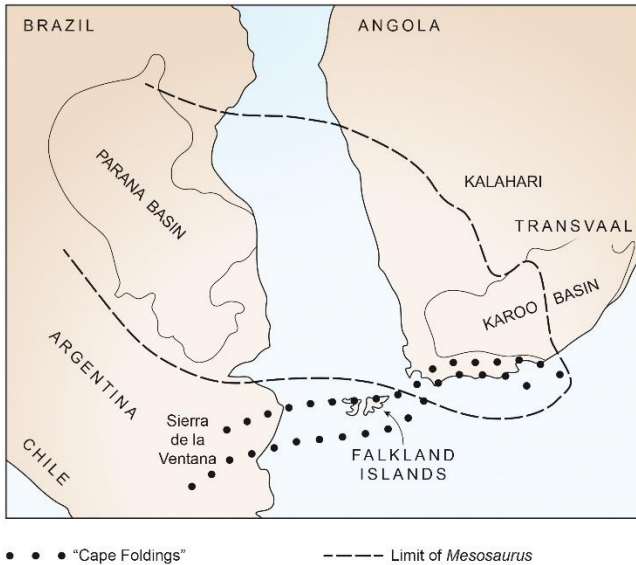 BRAZIL
ANGOLA
PARANA BASIN
KALAHARI
TRANSVAAL
KAROO BASIN
ARGENTINA
Sierra
de la
Ventana
FALKLAND
ISLANDS
CHILE
"Cape Foldings"
Limit of Mesosaurus